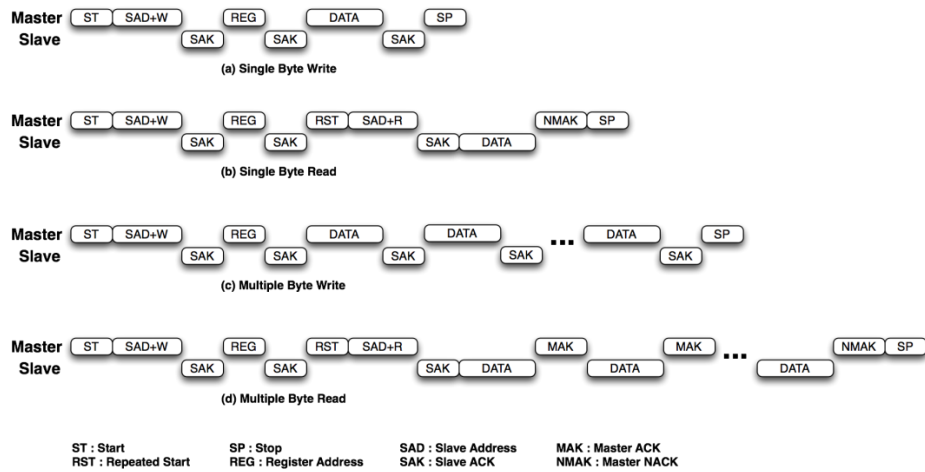 Master ST SAD+W REG DATA SP
Slave SAK SAK SAK
(a) Single Byte Write
Master ST SAD+W REG RST SAD+R NMAK SP
Slave SAK SAK SAK DATA
(b) Single Byte Read
Master ST SAD+W REG DATA DATA ... DATA SP
Slave SAK SAK SAK SAK SAK
(c) Multiple Byte Write
Master ST SAD+W REG RST SAD+R MAK MAK ... NMAK SP
Slave SAK SAK SAK DATA DATA DATA
(d) Multiple Byte Read
ST : Start SP : Stop SAD : Slave Address MAK : Master ACK
RST : Repeated Start REG : Register Address SAK : Slave ACK NMAK : Master NACK